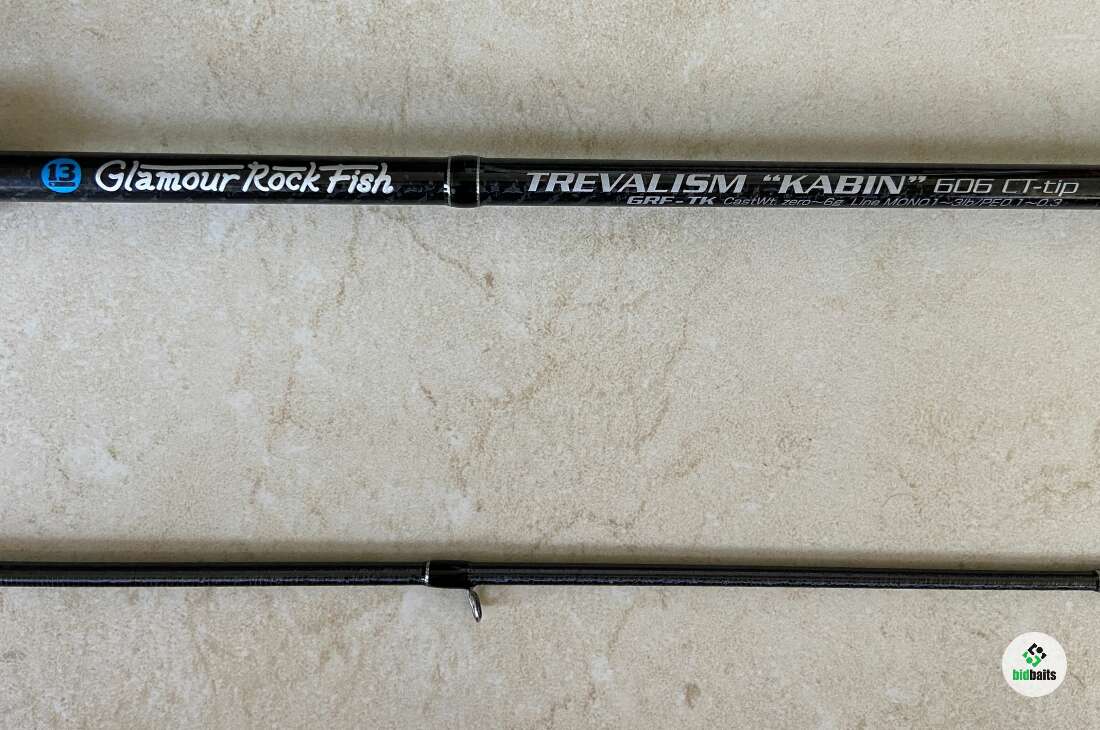 13 Glamour Rock Fish
TREVALISM “KABIN” 606 CT-tip
GRF-TK CastWt. zero~6g Line MONO1~3lb/PE0.1~0.3
bidbaits